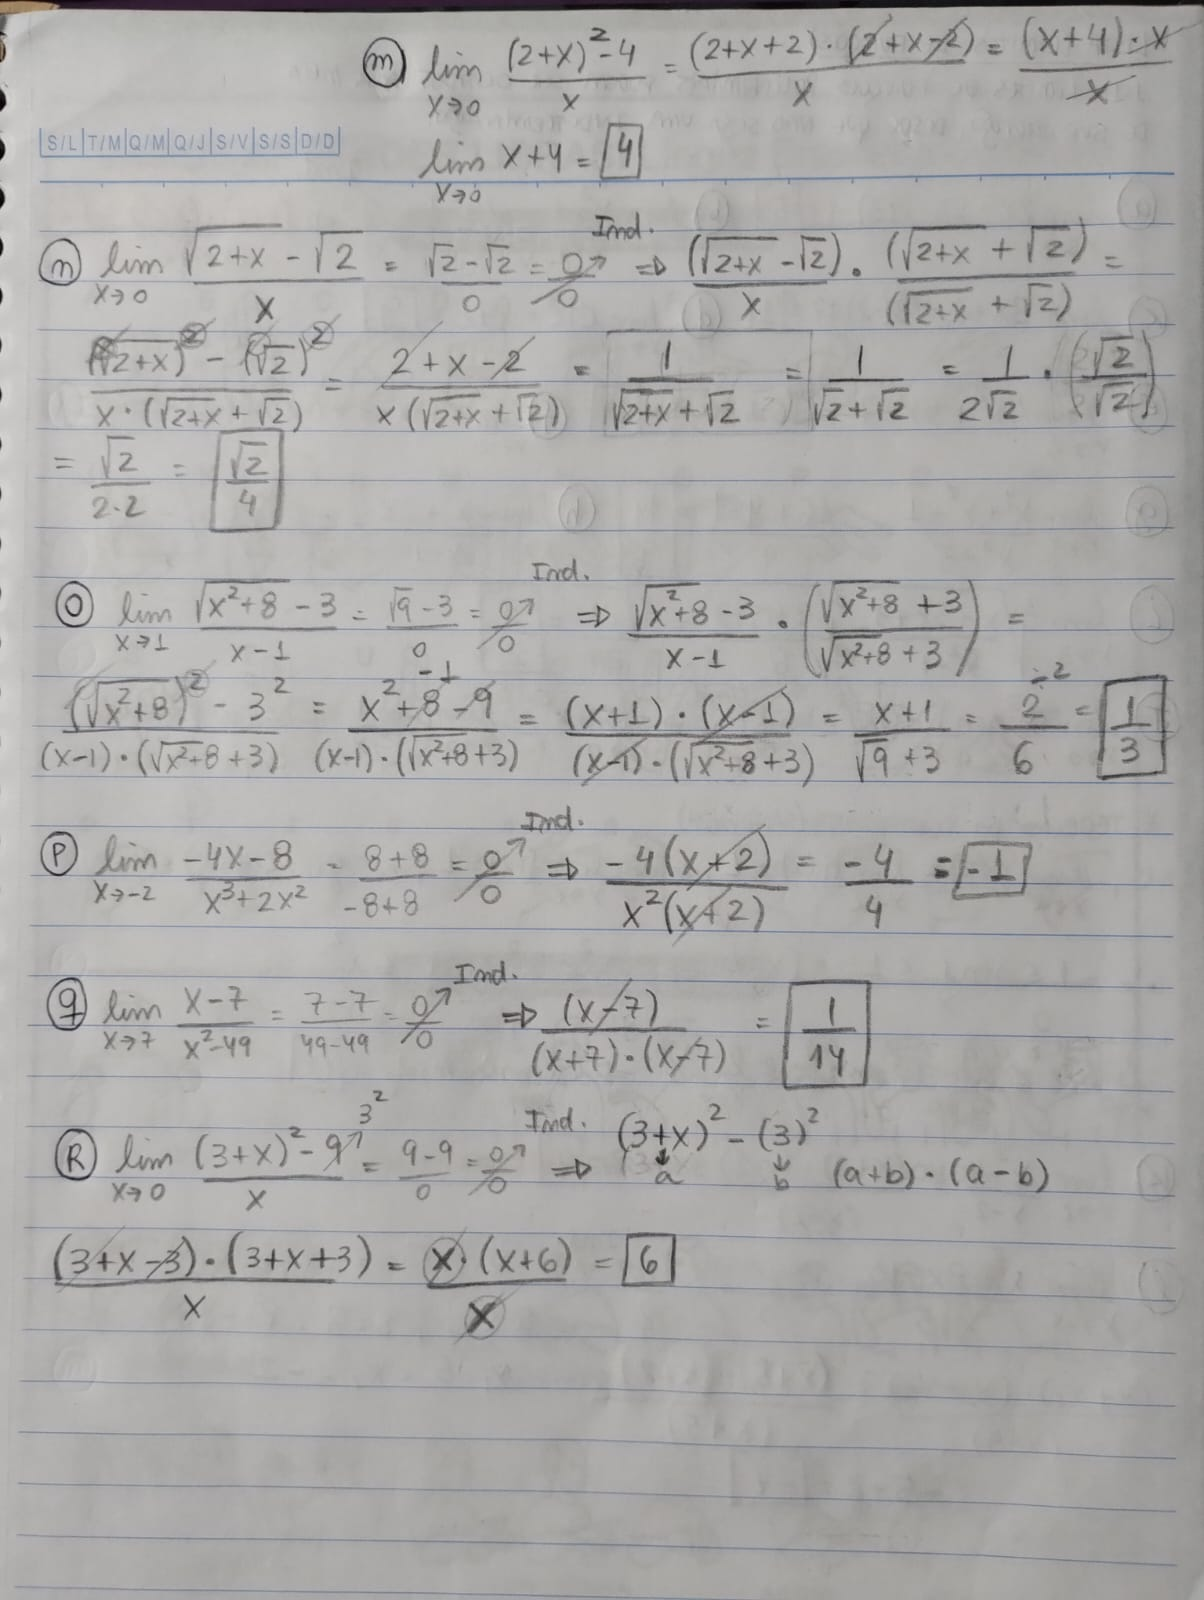 m) lim x→0 ((2+x)² - 4)/x = ((2+x+2)·(2+x-2))/x = ((x+4)·x)/x
S/L T/M Q/M Q/J S/V S/S D/D
lim x→0 x+4 = 4
n) lim x→0 (√(2+x) - √2)/x = (√2-√2)/0 = 0/0 Ind. ⇒ (√(2+x) - √2)/x · (√(2+x) + √2)/(√(2+x) + √2) =
((√(2+x))² - (√2)²)/(x·(√(2+x) + √2)) = (2+x-2)/(x(√(2+x) + √2)) = 1/(√(2+x) + √2) = 1/(√2+√2) = 1/(2√2) · (√2/√2)
= √2/(2·2) = √2/4
O) lim x→1 (√(x²+8) - 3)/(x-1) = (√9-3)/0 = 0/0 Ind. ⇒ (√(x²+8) - 3)/(x-1) · ((√(x²+8) + 3)/(√(x²+8) + 3)) =
((√(x²+8))² - 3²)/((x-1)·(√(x²+8) + 3)) = (x²+8-9)/((x-1)·(√(x²+8)+3)) -1 = ((x+1)·(x-1))/((x-1)·(√(x²+8)+3)) = (x+1)/(√9+3) = 2/6 ÷2 = 1/3
P) lim x→-2 (-4x-8)/(x³+2x²) = (8+8)/(-8+8) = 0/0 Ind. ⇒ (-4(x+2))/(x²(x+2)) = -4/4 = -1
q) lim x→7 (x-7)/(x²-49) = (7-7)/(49-49) = 0/0 Ind. ⇒ (x-7)/((x+7)·(x-7)) = 1/14
R) lim x→0 ((3+x)² - 9)/x 3² = (9-9)/0 = 0/0 Ind. ⇒ (3+x)² - (3)² a b (a+b)·(a-b)
((3+x-3)·(3+x+3))/x = (x·(x+6))/x = 6